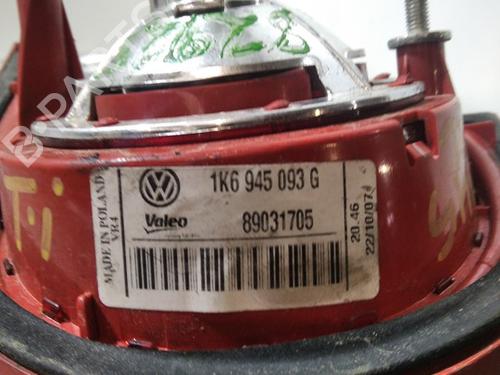 1K6 945 093 G
Valeo
89031705
MADE IN POLAND
VR4
20.46
22/10/07
T.i